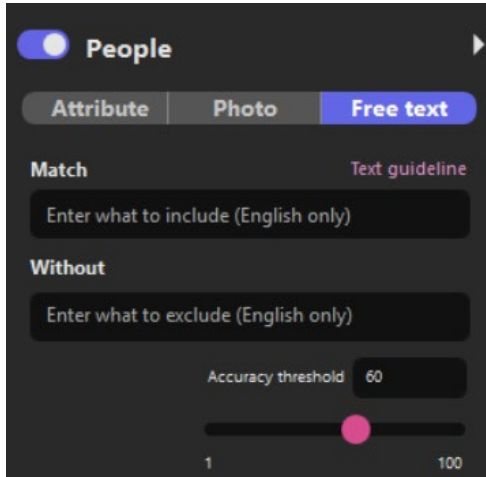 People
Attribute Photo Free text
Match Text guideline
Enter what to include (English only)
Without
Enter what to exclude (English only)
Accuracy threshold 60
1 100